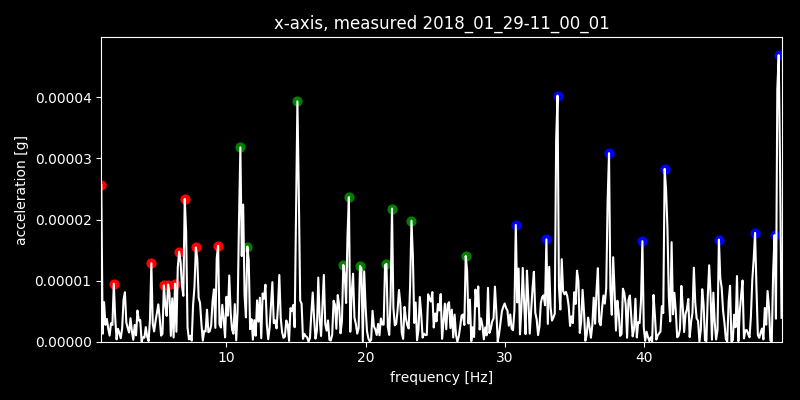 x-axis, measured 2018_01_29-11_00_01
acceleration [g]
0.00004
0.00003
0.00002
0.00001
0.00000
10 20 30 40
frequency [Hz]